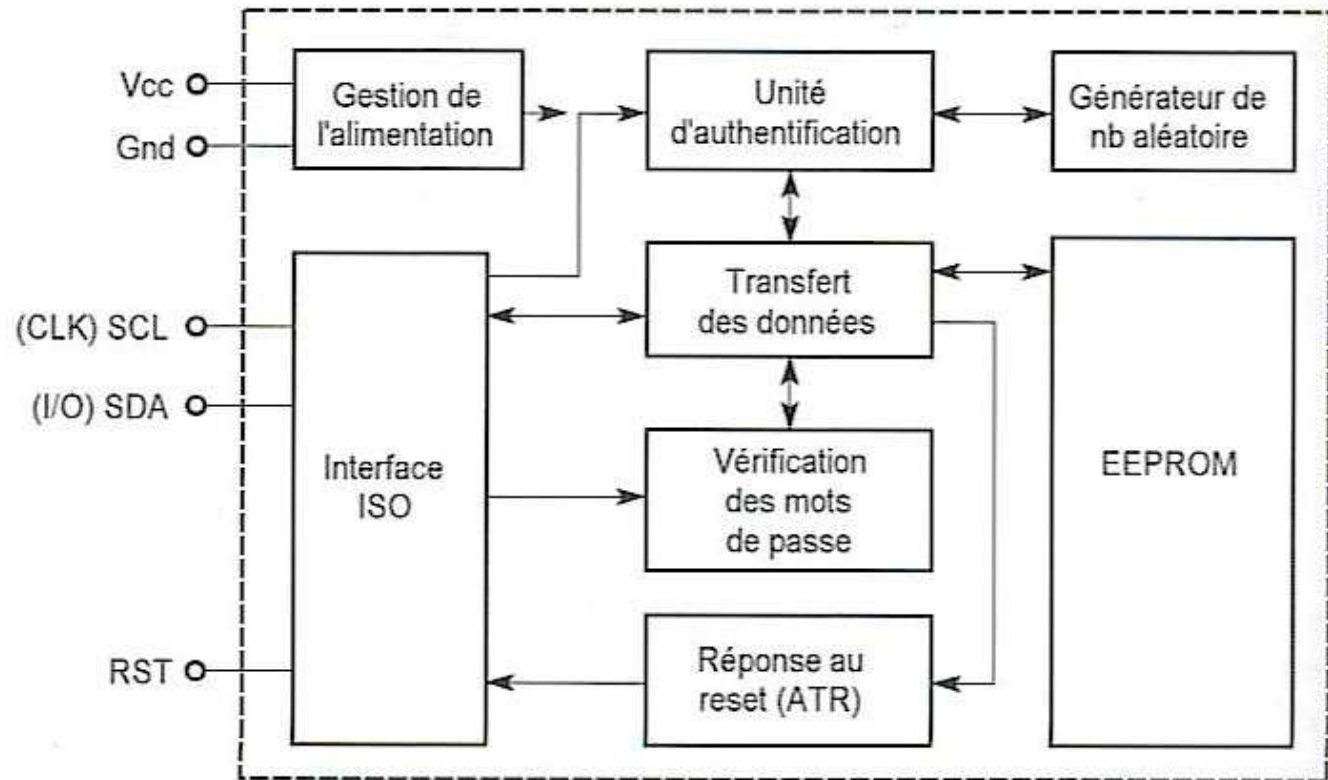 Vcc
Gnd
Gestion de
l'alimentation
Unité
d'authentification
Générateur de
nb aléatoire
(CLK) SCL
(I/O) SDA
RST
Interface
ISO
Transfert
des données
Vérification
des mots
de passe
Réponse au
reset (ATR)
EEPROM